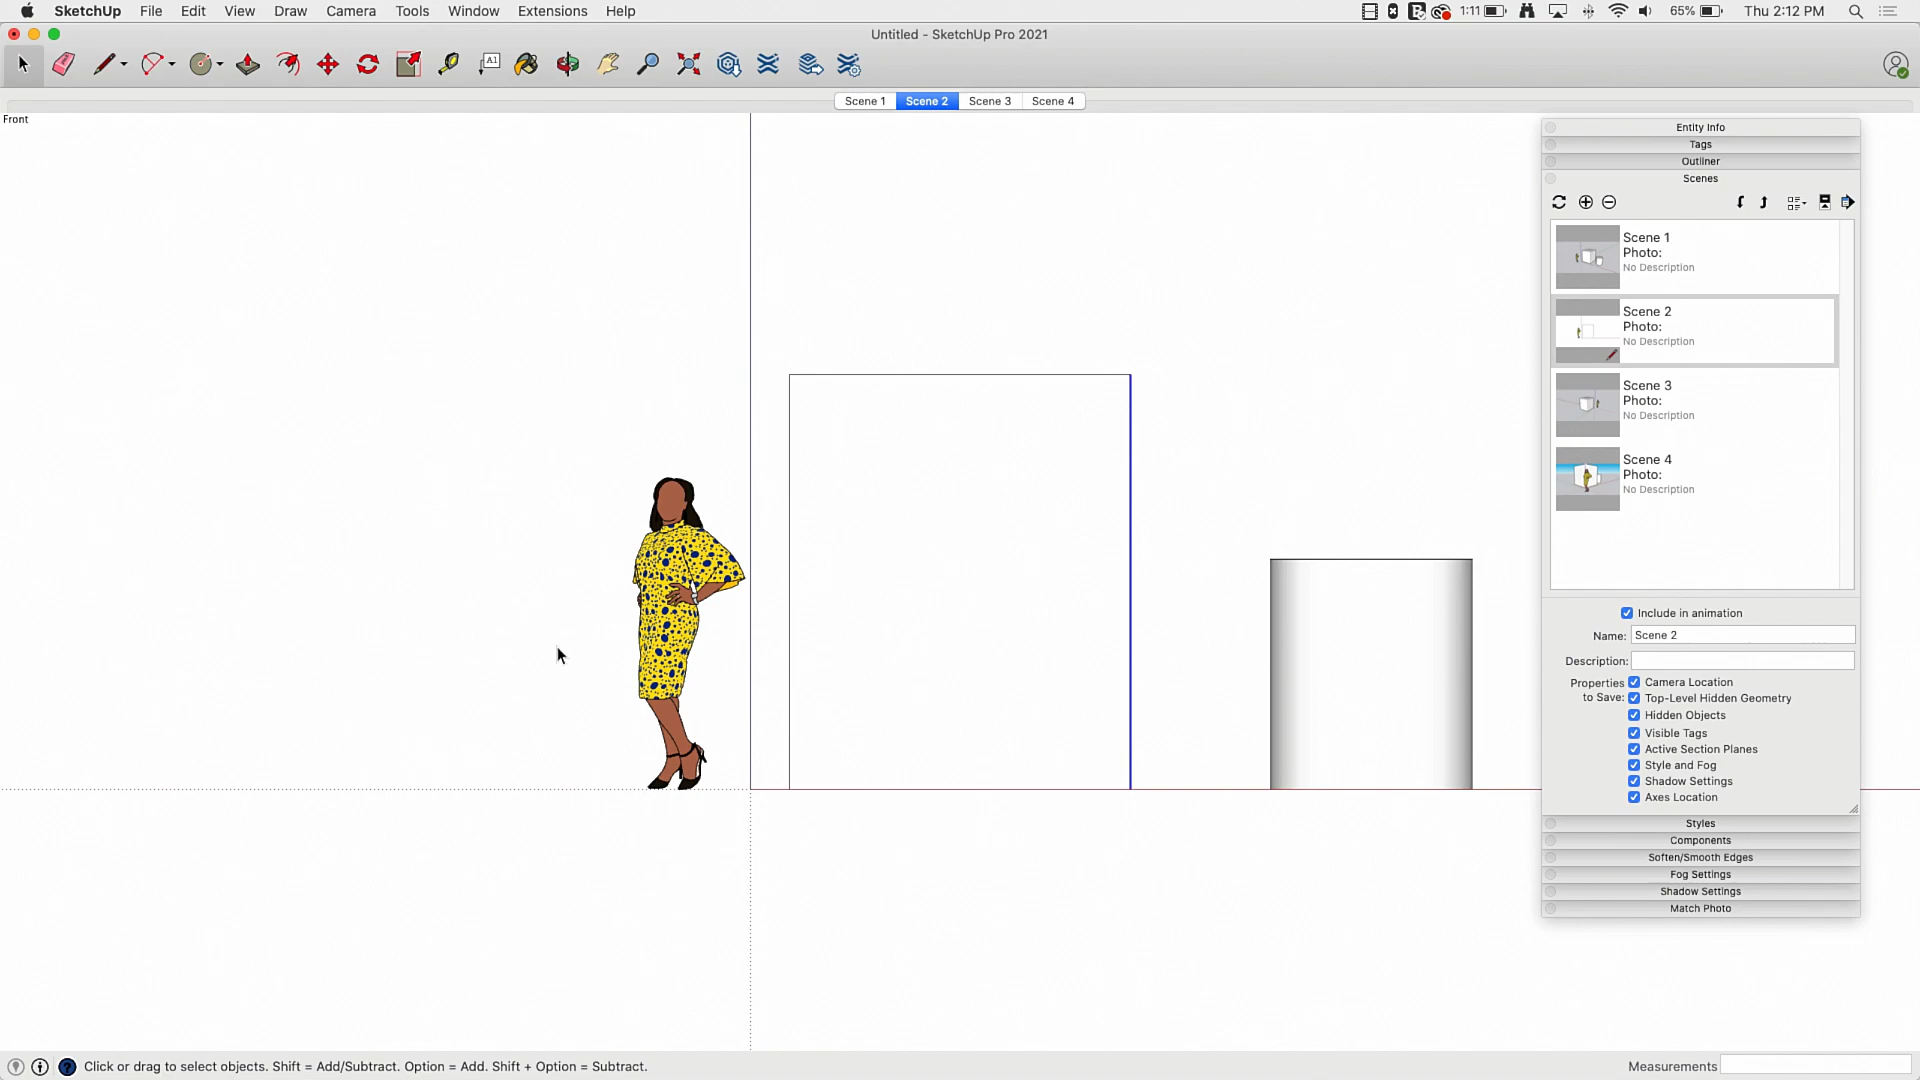 SketchUp File Edit View Draw Camera Tools Window Extensions Help 1:11 65% Thu 2:12 PM
Untitled - SketchUp Pro 2021
A1
Scene 1 Scene 2 Scene 3 Scene 4
Front
Entity Info
Tags
Outliner
Scenes
Scene 1
Photo:
No Description
Scene 2
Photo:
No Description
Scene 3
Photo:
No Description
Scene 4
Photo:
No Description
Include in animation
Name: Scene 2
Description:
Properties to Save:
Camera Location
Top-Level Hidden Geometry
Hidden Objects
Visible Tags
Active Section Planes
Style and Fog
Shadow Settings
Axes Location
Styles
Components
Soften/Smooth Edges
Fog Settings
Shadow Settings
Match Photo
Click or drag to select objects. Shift = Add/Subtract. Option = Add. Shift + Option = Subtract.
Measurements